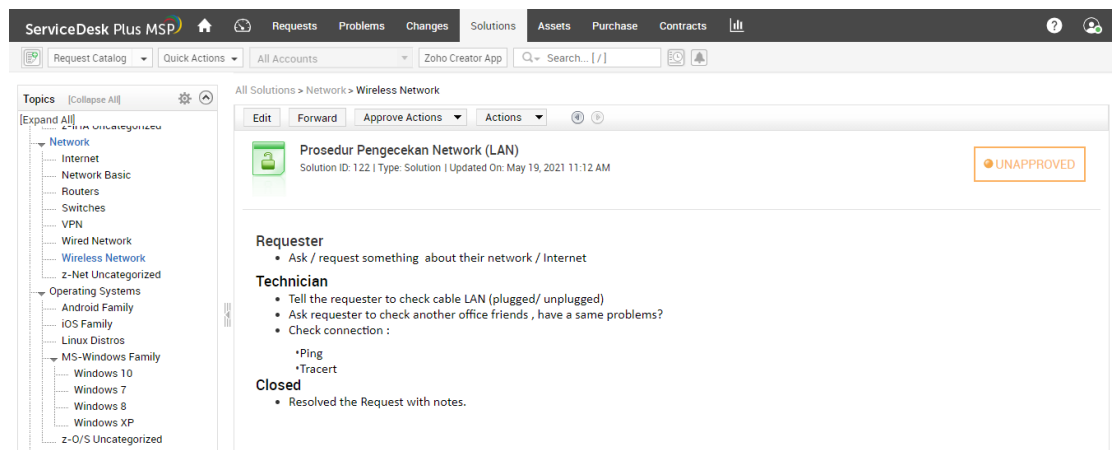 ServiceDesk Plus MSP
Requests Problems Changes Solutions Assets Purchase Contracts
Request Catalog Quick Actions All Accounts Zoho Creator App Search... [ / ]
All Solutions > Network > Wireless Network
Topics [Collapse All]
[Expand All]
Network
Internet
Network Basic
Routers
Switches
VPN
Wired Network
Wireless Network
z-Net Uncategorized
Operating Systems
Android Family
iOS Family
Linux Distros
MS-Windows Family
Windows 10
Windows 7
Windows 8
Windows XP
z-O/S Uncategorized
Edit Forward Approve Actions Actions
Prosedur Pengecekan Network (LAN)
Solution ID: 122 | Type: Solution | Updated On: May 19, 2021 11:12 AM
UNAPPROVED
Requester
• Ask / request something about their network / Internet
Technician
• Tell the requester to check cable LAN (plugged/ unplugged)
• Ask requester to check another office friends , have a same problems?
• Check connection :
•Ping
•Tracert
Closed
• Resolved the Request with notes.